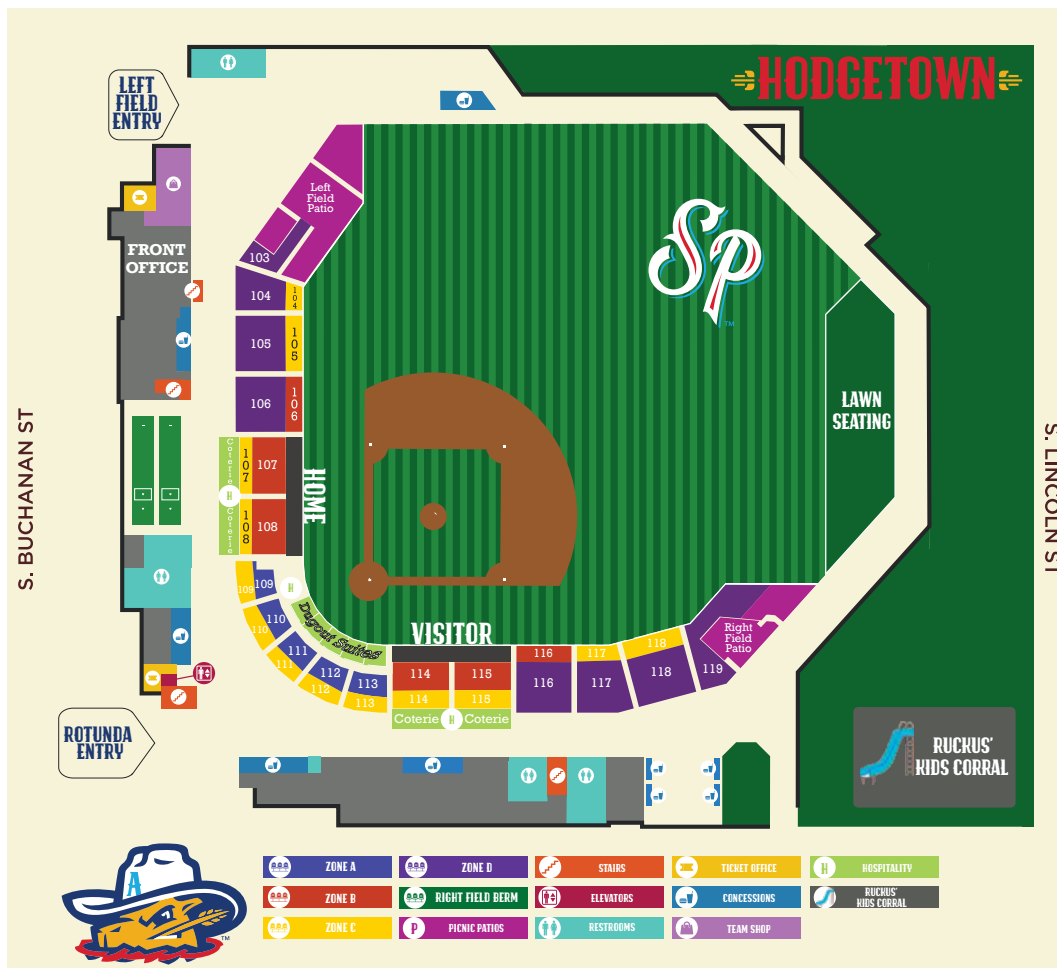 HODGETOWN
LEFT
FIELD
ENTRY
Left
Field
Patio
Sp
TM
FRONT
OFFICE
103
104
104
105
105
106
106
S. BUCHANAN ST
S. LINCOLN ST
LAWN
SEATING
Coterie
107
107
HOME
H
108
108
Coterie
109
109
H
Dugout Suites
110
110
111
111
112
112
113
113
VISITOR
114
115
114
115
Coterie
H
Coterie
116
116
117
117
118
118
119
Right
Field
Patio
ROTUNDA
ENTRY
RUCKUS'
KIDS CORRAL
A
TM
ZONE A
ZONE D
STAIRS
TICKET OFFICE
H
HOSPITALITY
ZONE B
RIGHT FIELD BERM
ELEVATORS
CONCESSIONS
RUCKUS'
KIDS CORRAL
ZONE C
P
PICNIC PATIOS
RESTROOMS
TEAM SHOP